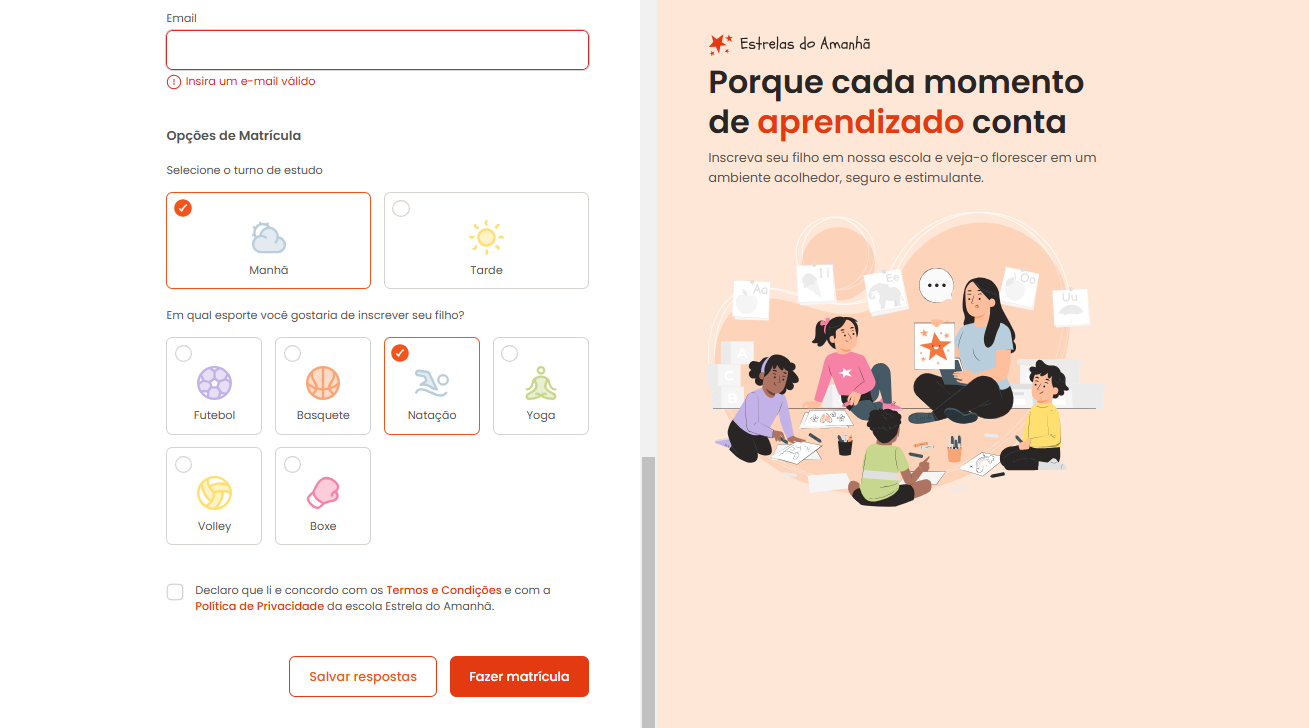 Email
Insira um e-mail válido
Opções de Matrícula
Selecione o turno de estudo
Manhã
Tarde
Em qual esporte você gostaria de inscrever seu filho?
Futebol
Basquete
Natação
Yoga
Volley
Boxe
Declaro que li e concordo com os Termos e Condições e com a
Política de Privacidade da escola Estrela do Amanhã.
Salvar respostas
Fazer matrícula
Estrelas do Amanhã
Porque cada momento
de aprendizado conta
Inscreva seu filho em nossa escola e veja-o florescer em um
ambiente acolhedor, seguro e estimulante.
Aa
Ii
Ee
Oo
Uu
A
C
B